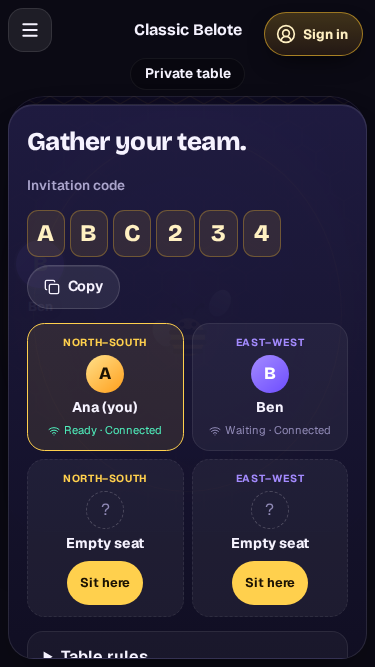 Classic Belote
Sign in
Private table
Gather your team.
Invitation code
A B C 2 3 4
Copy
NORTH–SOUTH
A
Ana (you)
Ready · Connected
EAST–WEST
B
Ben
Waiting · Connected
NORTH–SOUTH
?
Empty seat
Sit here
EAST–WEST
?
Empty seat
Sit here
Table rules